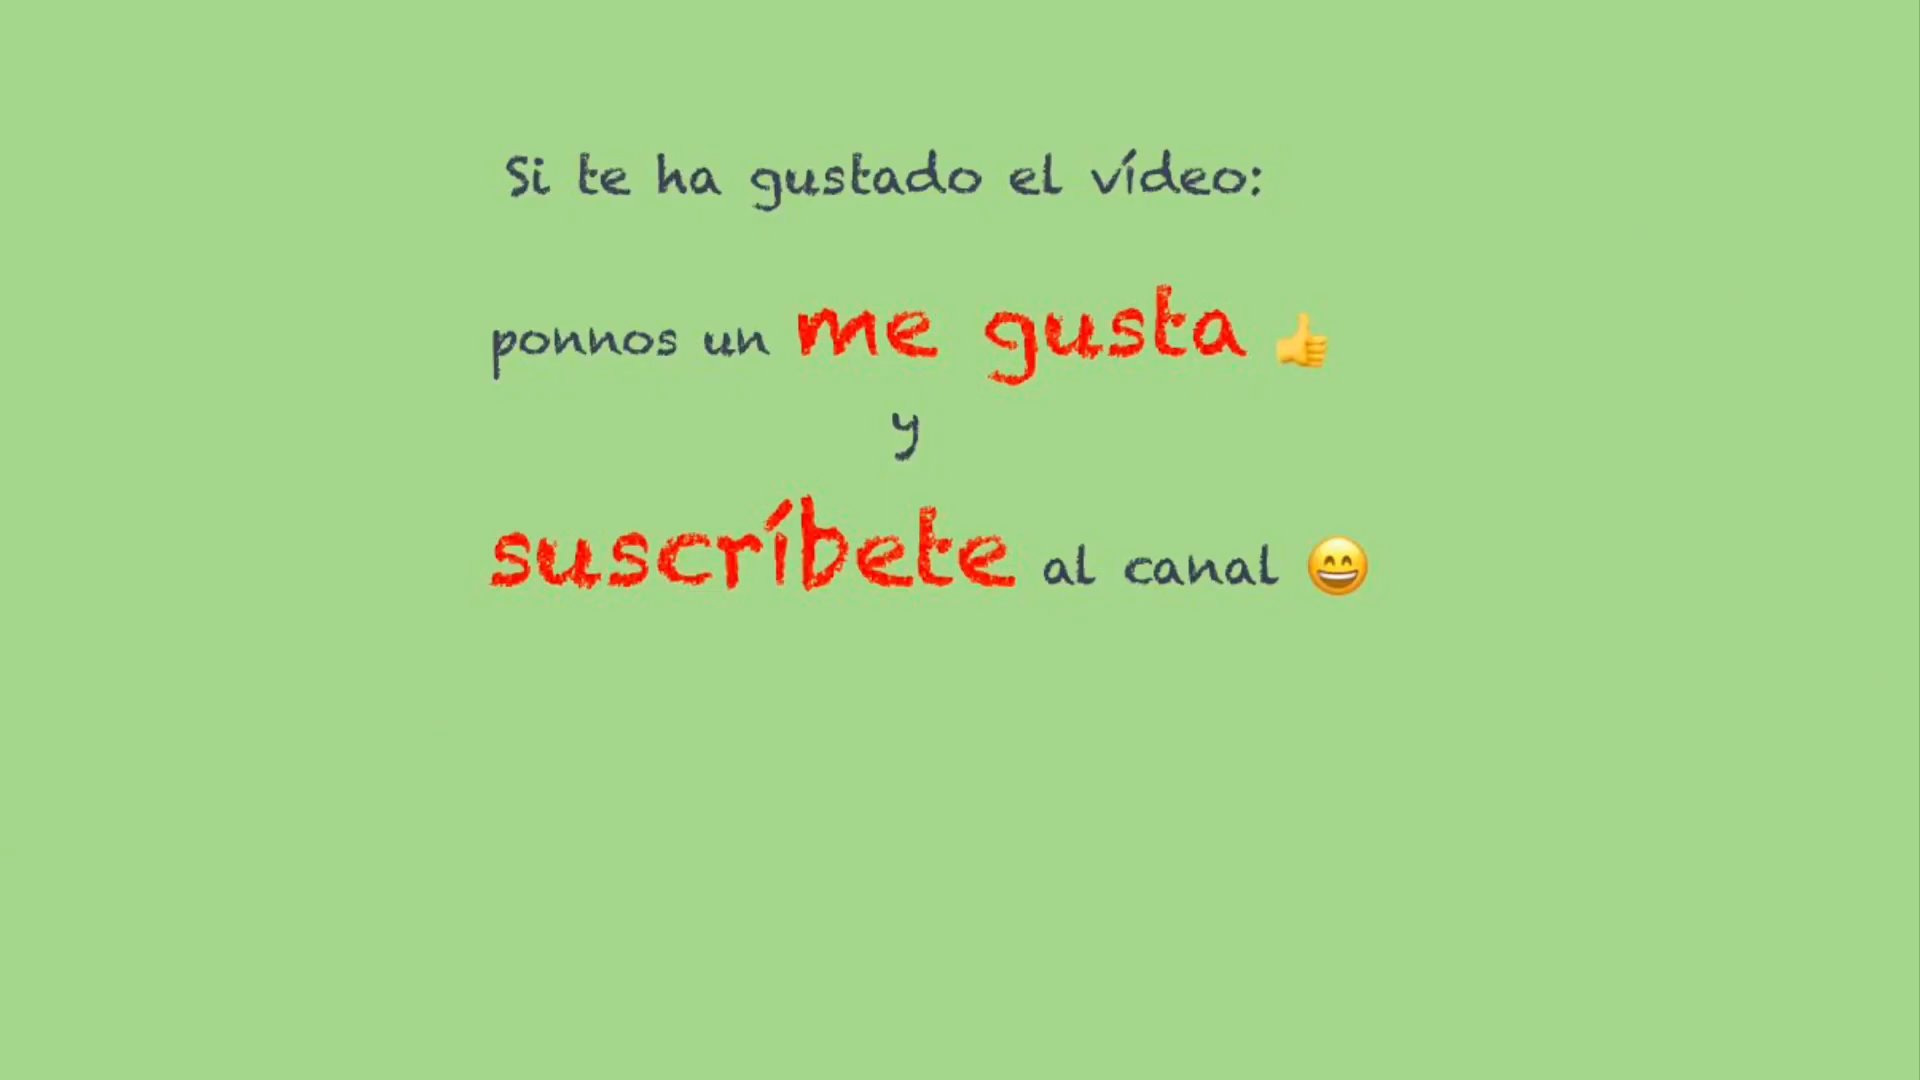 Si te ha gustado el vídeo:
ponnos un me gusta 👍
y
suscríbete al canal 😄